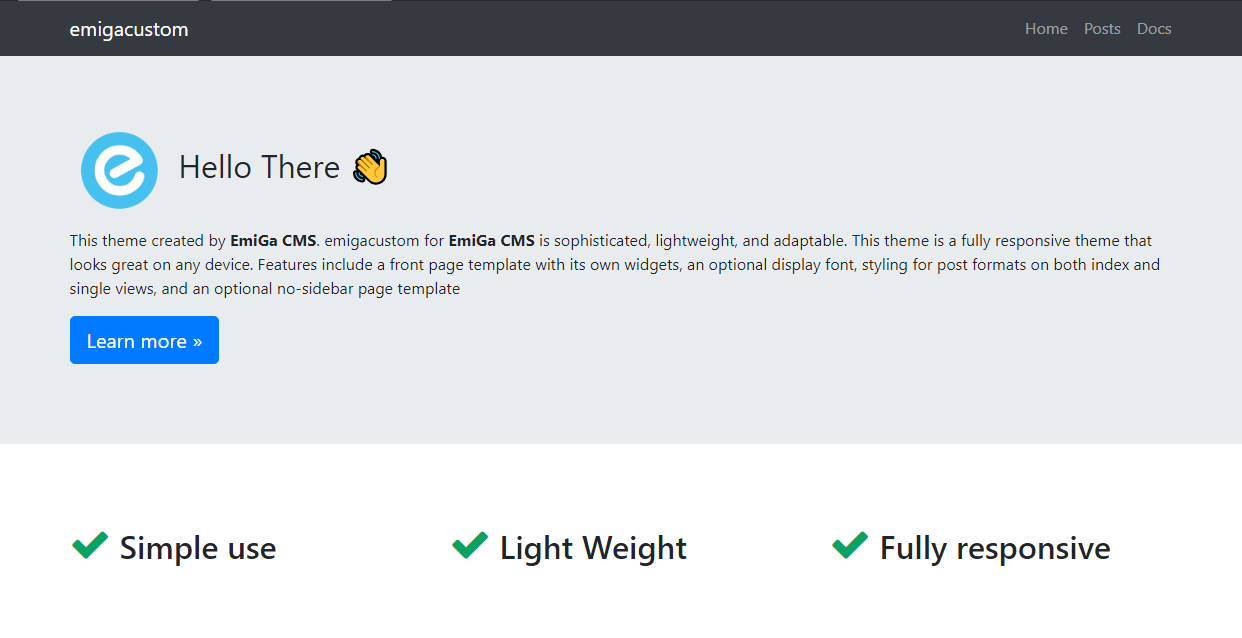 emigacustom
Home Posts Docs
Hello There 👋
This theme created by EmiGa CMS. emigacustom for EmiGa CMS is sophisticated, lightweight, and adaptable. This theme is a fully responsive theme that
looks great on any device. Features include a front page template with its own widgets, an optional display font, styling for post formats on both index and
single views, and an optional no-sidebar page template
Learn more »
Simple use
Light Weight
Fully responsive